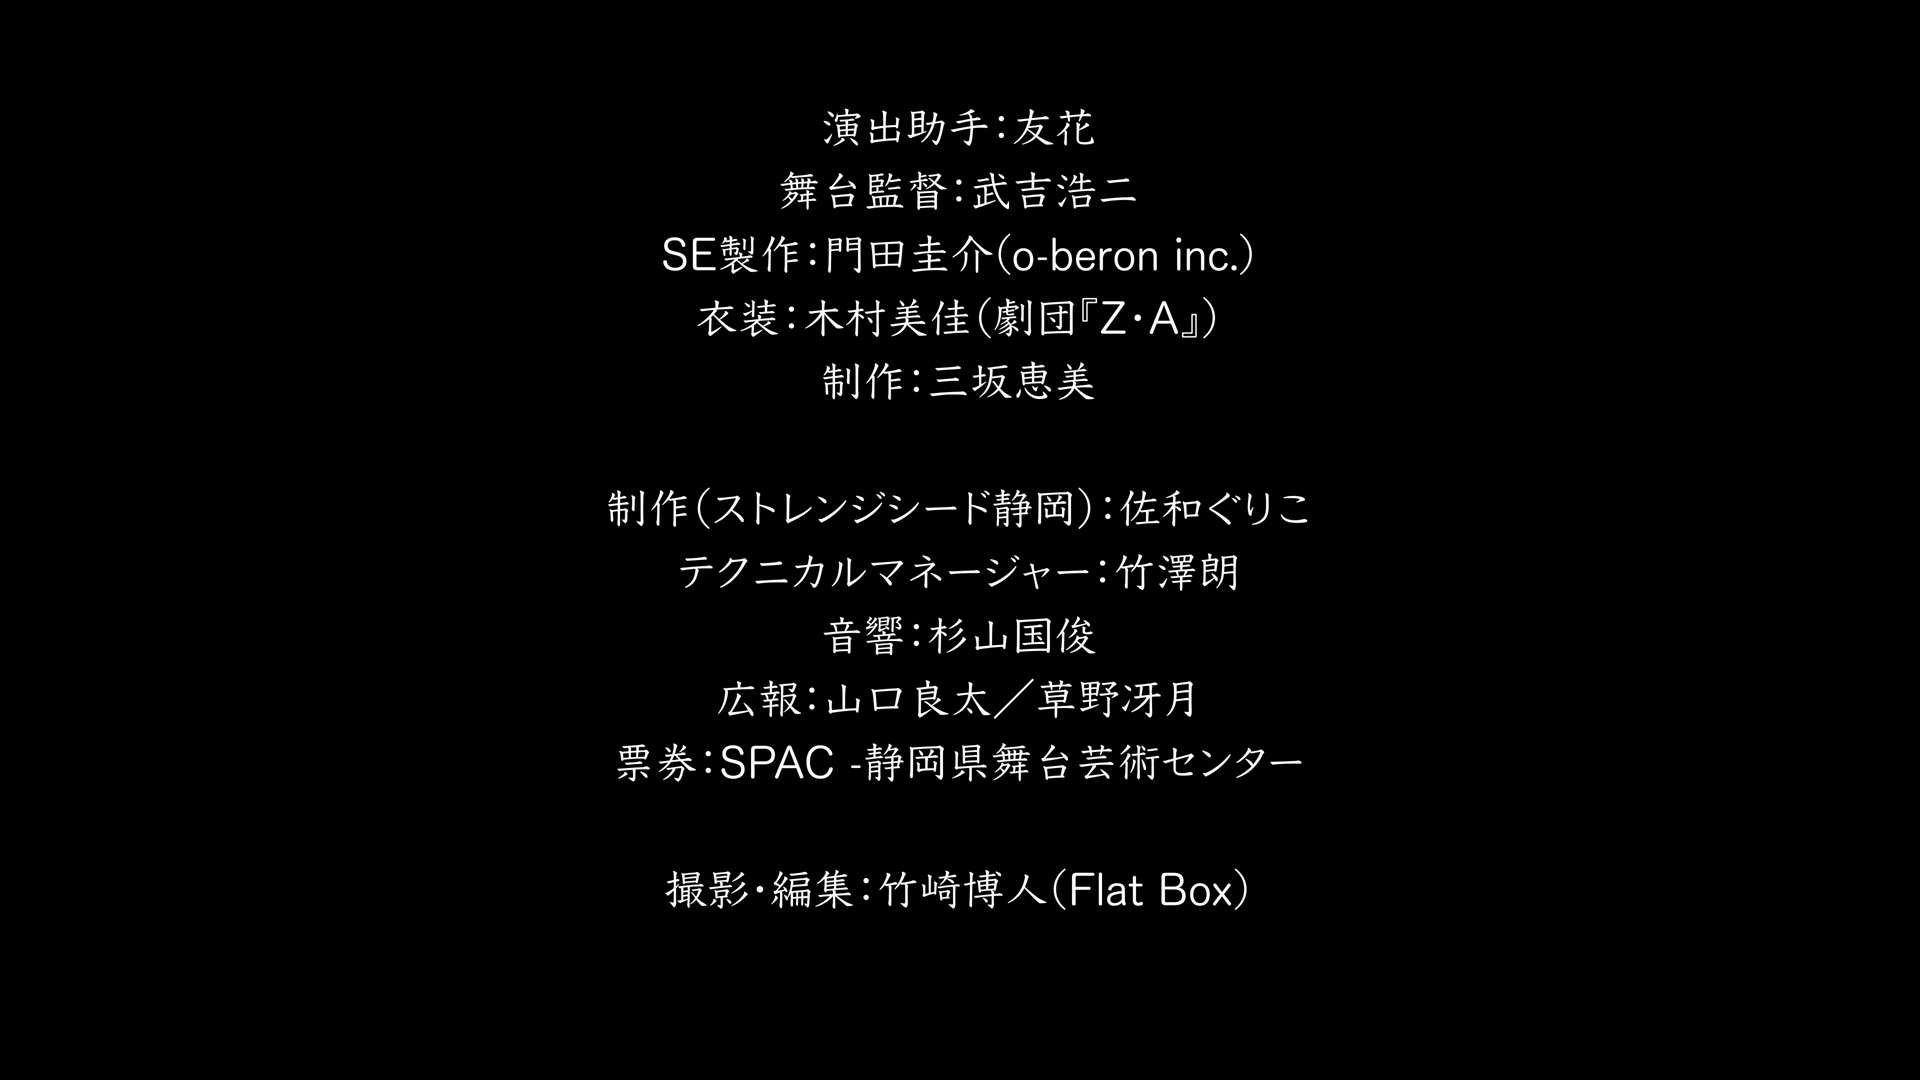 演出助手：友花
舞台監督：武吉浩二
SE製作：門田圭介（o-beron inc.）
衣装：木村美佳（劇団『Z・A』）
制作：三坂恵美
制作（ストレンジシード静岡）：佐和ぐりこ
テクニカルマネージャー：竹澤朗
音響：杉山国俊
広報：山口良太／草野冴月
票券：SPAC -静岡県舞台芸術センター
撮影・編集：竹崎博人（Flat Box）